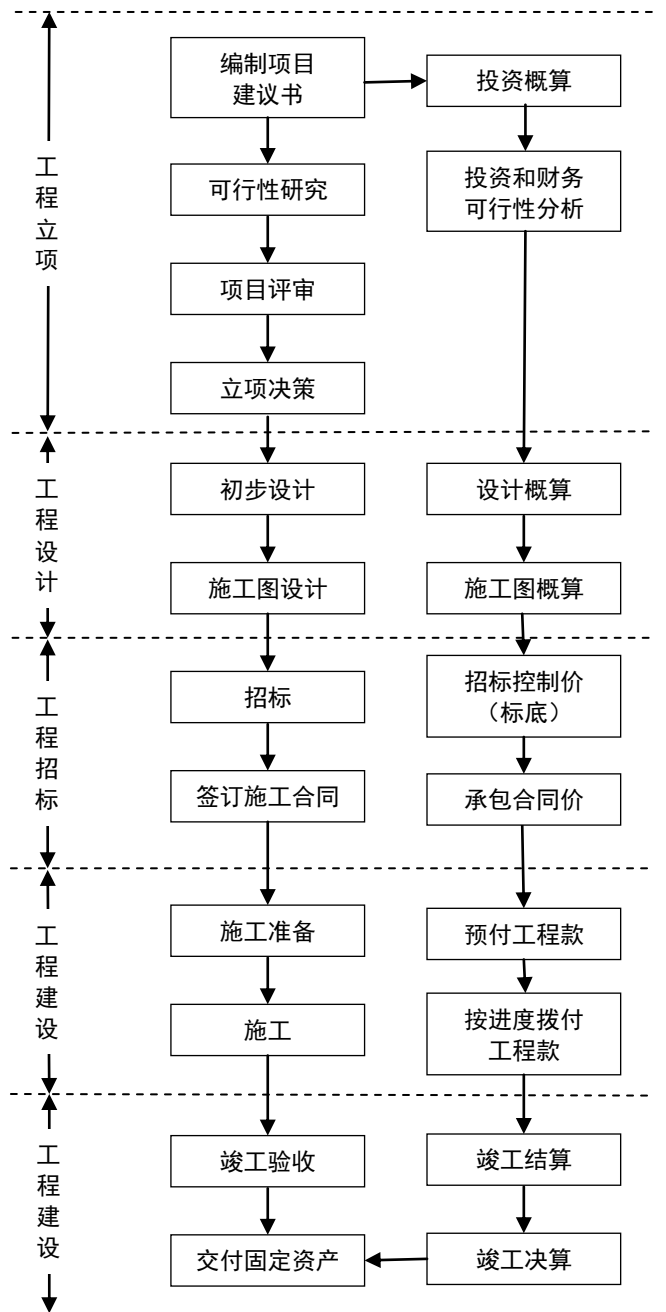 工程立项
编制项目
建议书
投资概算
可行性研究
投资和财务
可行性分析
项目评审
立项决策
工程设计
初步设计
设计概算
施工图设计
施工图概算
工程招标
招标
招标控制价
（标底）
签订施工合同
承包合同价
工程建设
施工准备
预付工程款
施工
按进度拨付
工程款
工程建设
竣工验收
竣工结算
交付固定资产
竣工决算